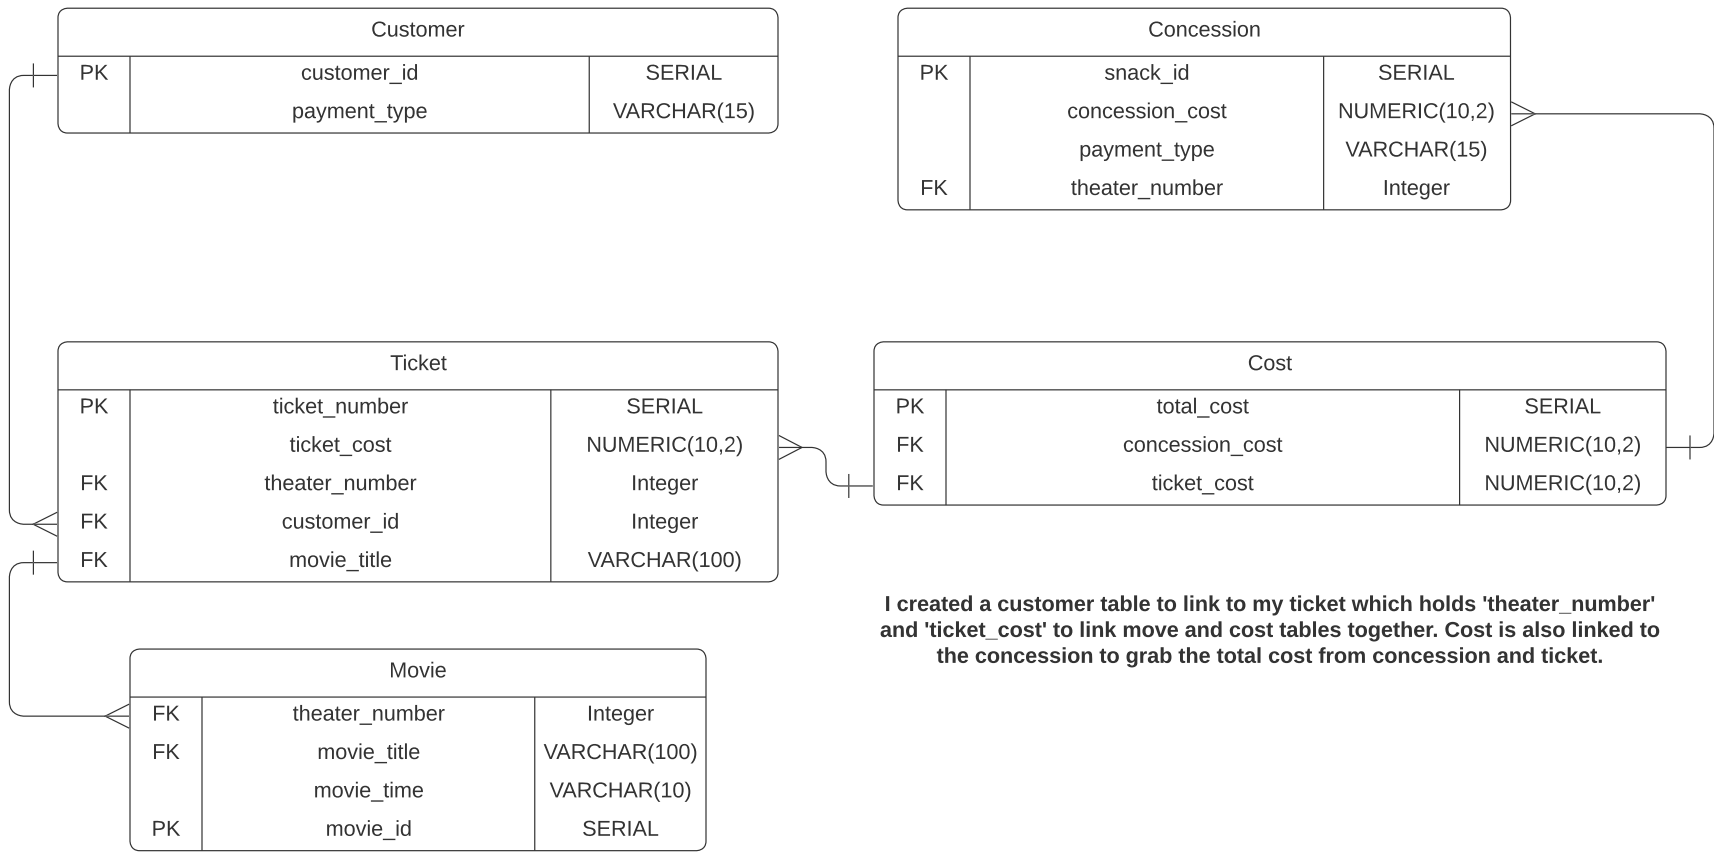 Customer
PK customer_id SERIAL
payment_type VARCHAR(15)
Concession
PK snack_id SERIAL
concession_cost NUMERIC(10,2)
payment_type VARCHAR(15)
FK theater_number Integer
Ticket
PK ticket_number SERIAL
ticket_cost NUMERIC(10,2)
FK theater_number Integer
FK customer_id Integer
FK movie_title VARCHAR(100)
Cost
PK total_cost SERIAL
FK concession_cost NUMERIC(10,2)
FK ticket_cost NUMERIC(10,2)
I created a customer table to link to my ticket which holds 'theater_number'
and 'ticket_cost' to link move and cost tables together. Cost is also linked to
the concession to grab the total cost from concession and ticket.
Movie
FK theater_number Integer
FK movie_title VARCHAR(100)
movie_time VARCHAR(10)
PK movie_id SERIAL